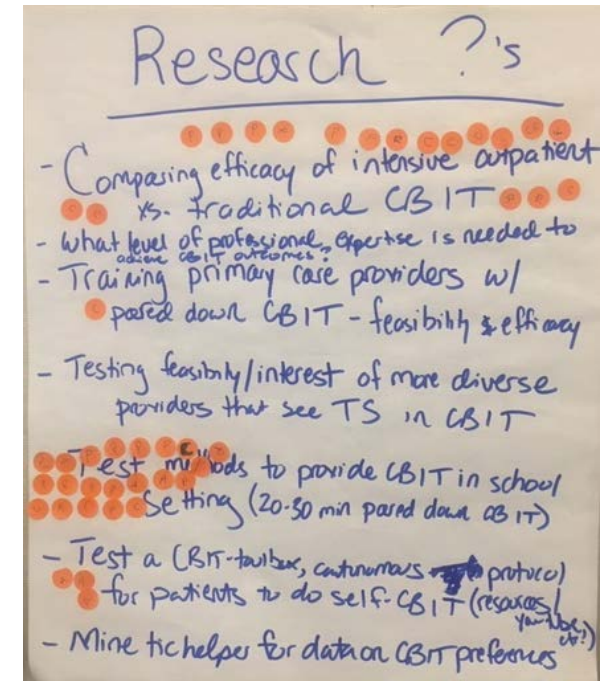 Research ?'s
- Comparing efficacy of intensive outpatient
vs. traditional CBIT
- What level of professional expertise is needed to
achieve CBIT outcomes?
- Training primary care providers w/
pared down CBIT - feasibility & efficacy
- Testing feasibility/interest of more diverse
providers that see TS in CBIT
- Test methods to provide CBIT in school
Setting (20-30 min pared down CBIT)
- Test a CBIT-toolbox, autonomous protocol
for patients to do self-CBIT (resources/
youtube
- Mine tichelper for data on CBIT preferences